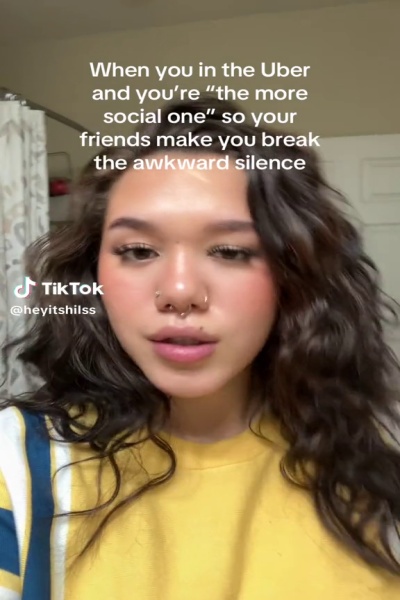 When you in the Uber
and you’re “the more
social one” so your
friends make you break
the awkward silence
TikTok
@heyitshilss